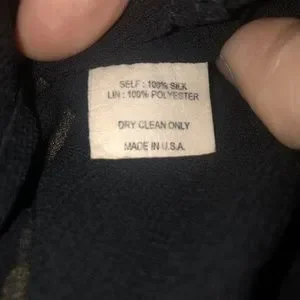 SELF : 100% SILK
LIN : 100% POLYESTER
DRY CLEAN ONLY
MADE IN U.S.A.